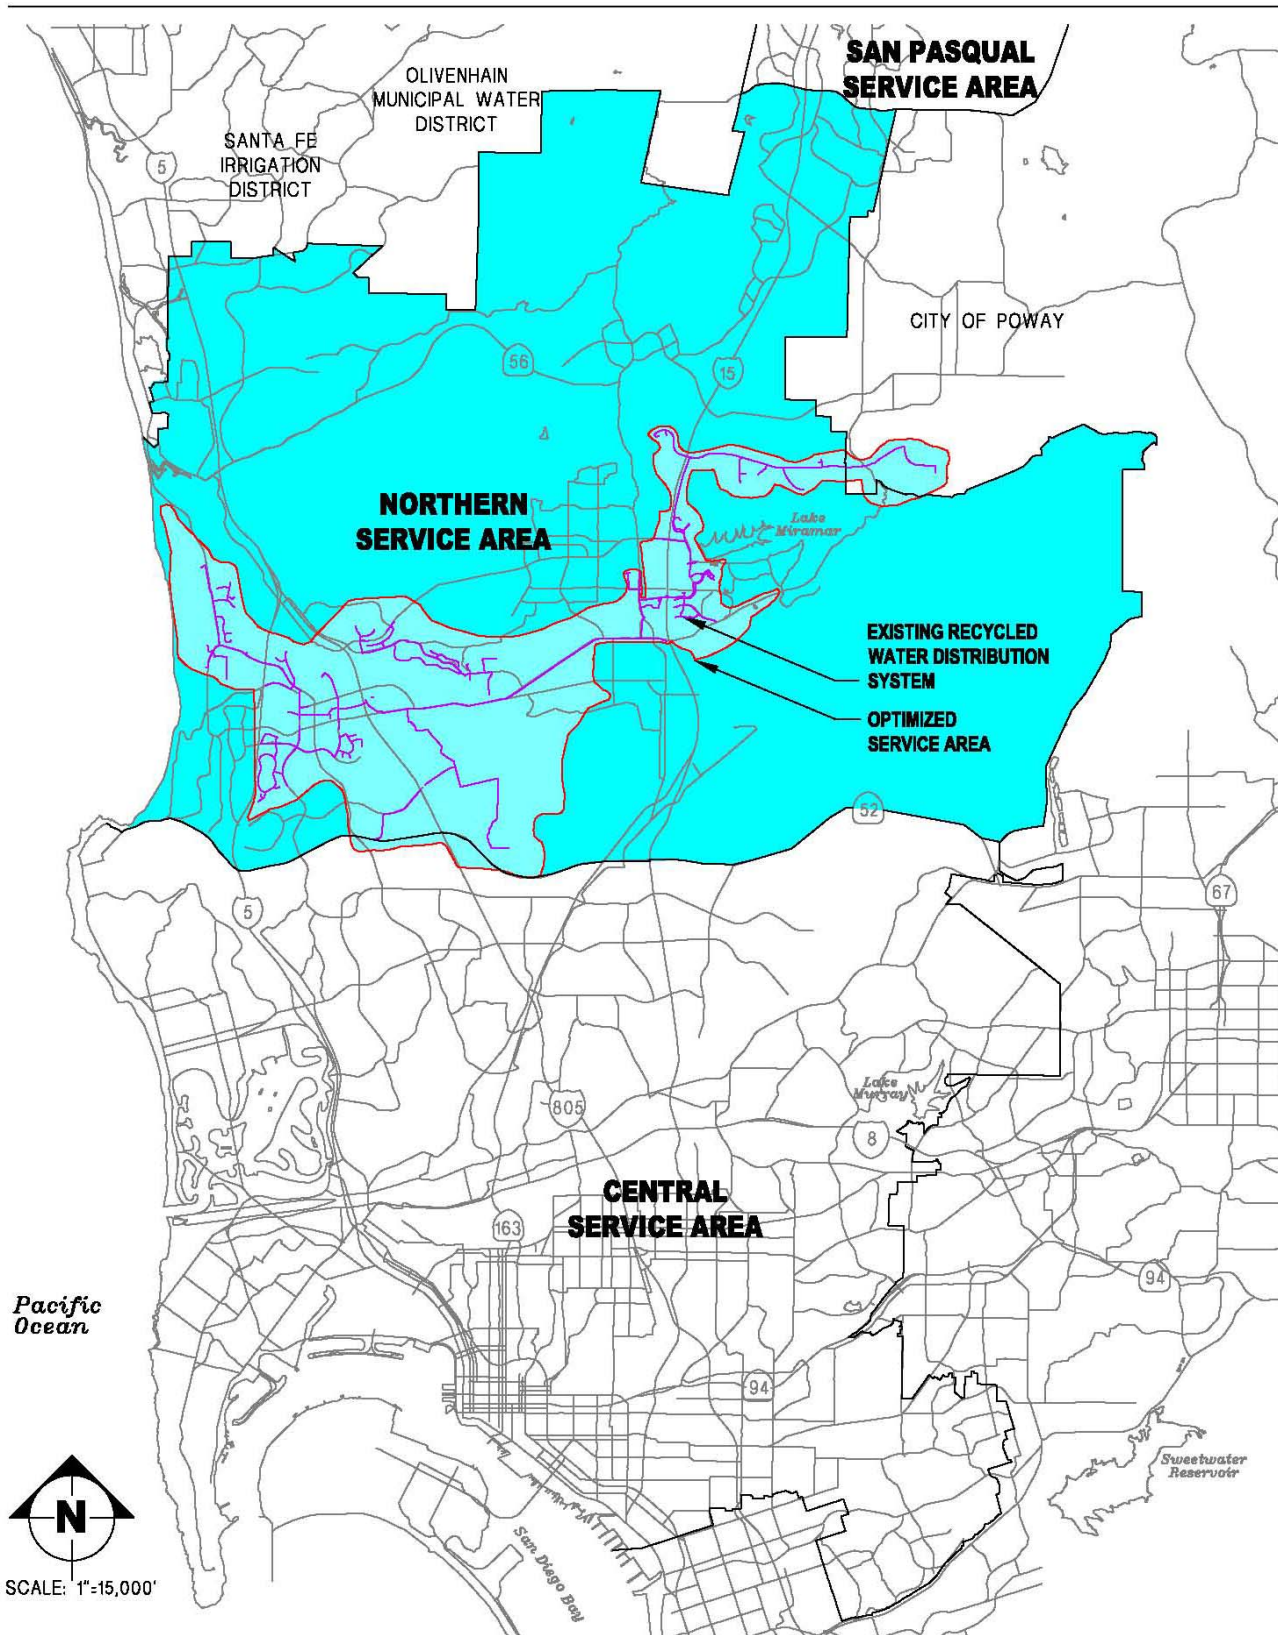 SAN PASQUAL
SERVICE AREA
OLIVENHAIN
MUNICIPAL WATER
DISTRICT
SANTA FE
IRRIGATION
DISTRICT
5
CITY OF POWAY
56
15
NORTHERN
SERVICE AREA
Lake
Miramar
EXISTING RECYCLED
WATER DISTRIBUTION
SYSTEM
OPTIMIZED
SERVICE AREA
52
67
5
Lake
Murray
805
8
CENTRAL
SERVICE AREA
163
94
Pacific
Ocean
94
Sweetwater
Reservoir
N
San Diego Bay
SCALE: 1"=15,000'